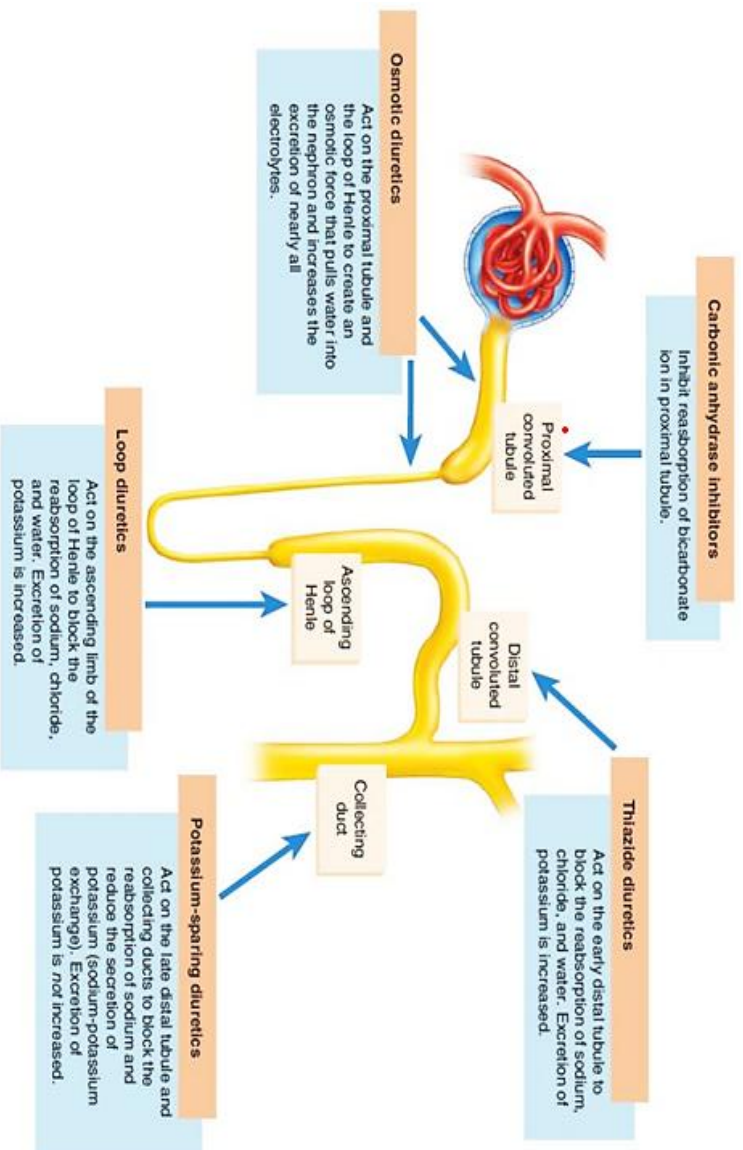 Carbonic anhydrase inhibitors
Inhibit reasborption of bicarbonate
ion in proximal tubule.
Thiazide diuretics
Act on the early distal tubule to
block the reabsorption of sodium,
chloride, and water. Excretion of
potassium is increased.
Proximal
convoluted
tubule
Distal
convoluted
tubule
Osmotic diuretics
Act on the proximal tubule and
the loop of Henle to create an
osmotic force that pulls water into
the nephron and increases the
excretion of nearly all
electrolytes.
Ascending
loop of
Henle
Collecting
duct
Loop diuretics
Act on the ascending limb of the
loop of Henle to block the
reabsorption of sodium, chloride,
and water. Excretion of
potassium is increased.
Potassium-sparing diuretics
Act on the late distal tubule and
collecting ducts to block the
reabsorption of sodium and
reduce the secretion of
potassium (sodium-potassium
exchange). Excretion of
potassium is not increased.